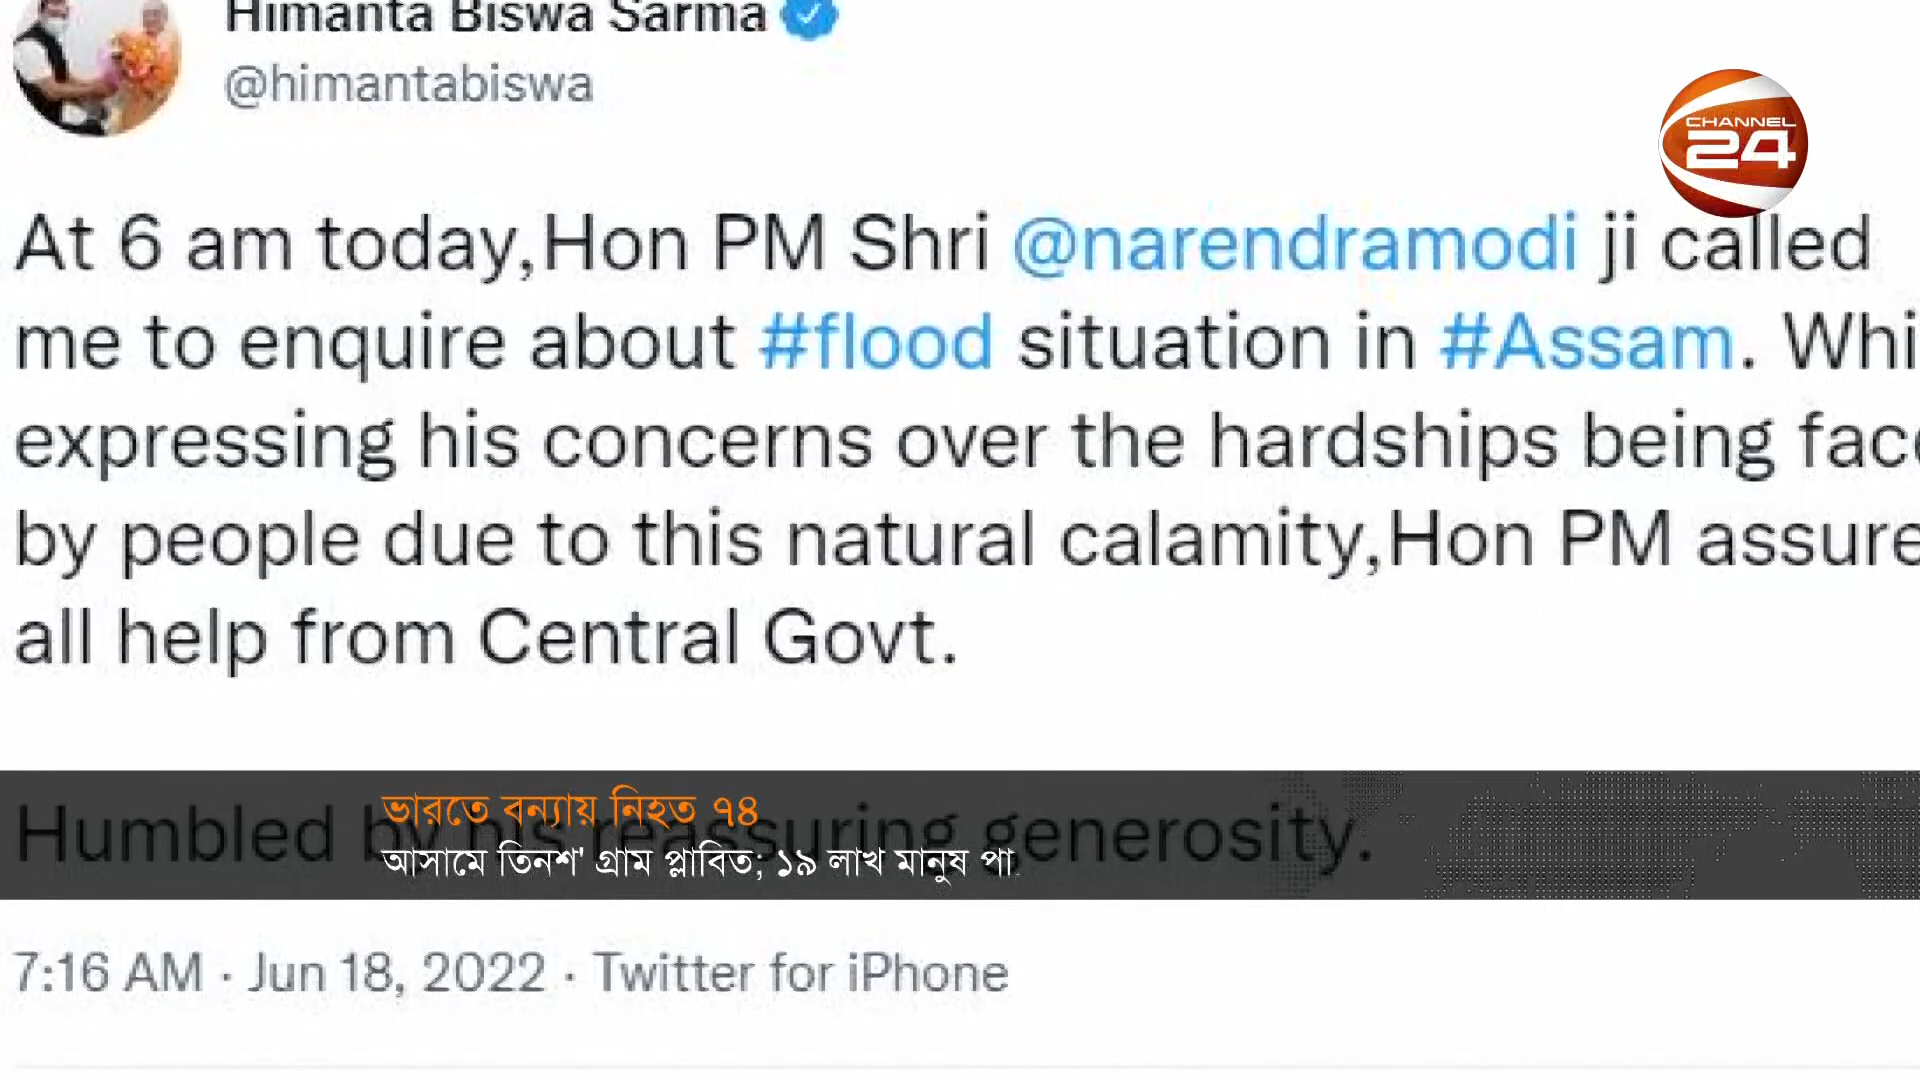 Himanta Biswa Sarma
@himantabiswa
CHANNEL
24
At 6 am today,Hon PM Shri @narendramodi ji called
me to enquire about #flood situation in #Assam. Whi
expressing his concerns over the hardships being fac
by people due to this natural calamity,Hon PM assure
all help from Central Govt.
Humbled by his reassuring generosity.
ভারতে বন্যায় নিহত ৭৪
আসামে তিনশ' গ্রাম প্লাবিত; ১৯ লাখ মানুষ পা
7:16 AM · Jun 18, 2022 · Twitter for iPhone